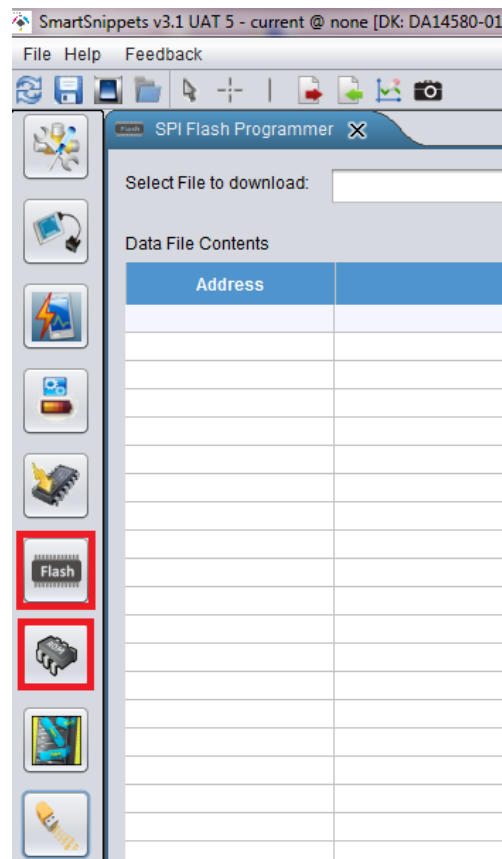 SmartSnippets v3.1 UAT 5 - current @ none [DK: DA14580-01
File Help Feedback
Flash SPI Flash Programmer
Select File to download:
Data File Contents
Address
Flash